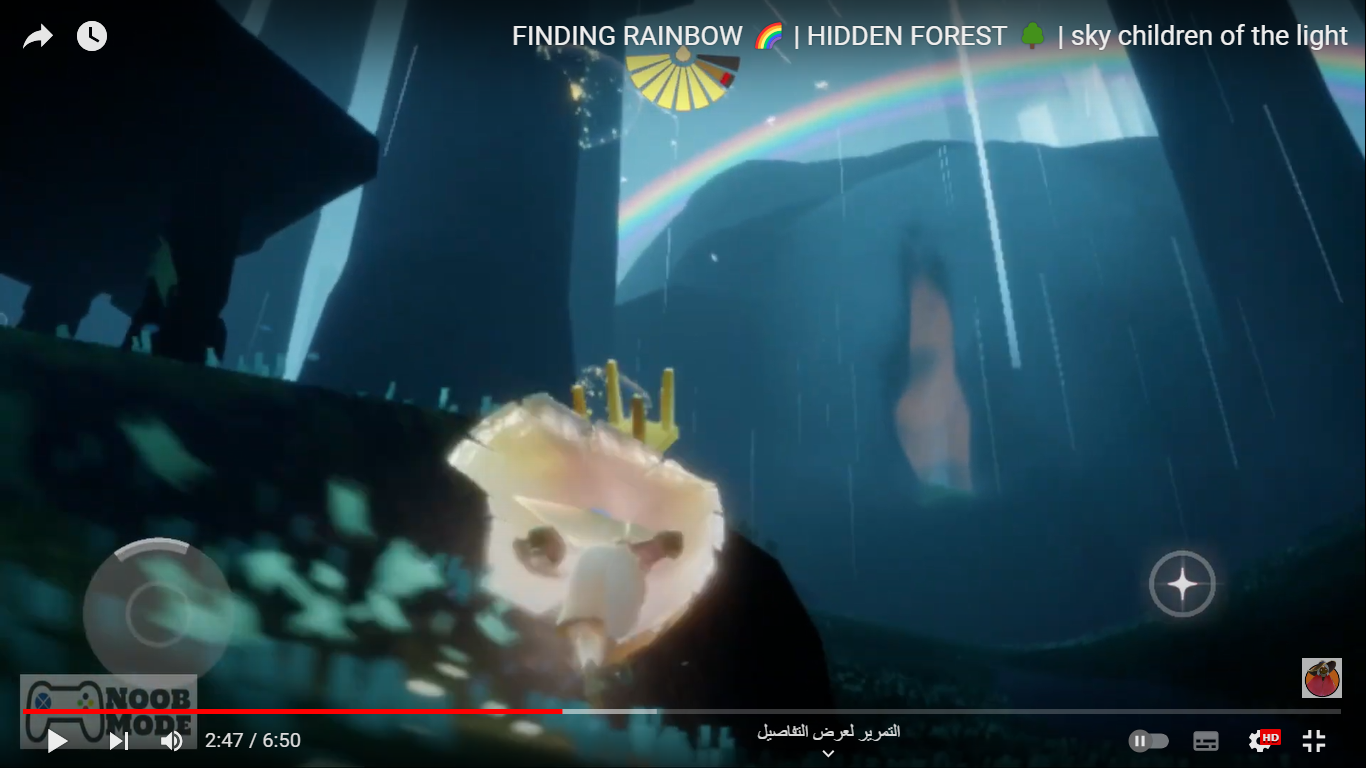 FINDING RAINBOW 🌈 | HIDDEN FOREST 🌳 | sky children of the light
NOOB
MODE
2:47 / 6:50
التمرير لعرض التفاصيل
HD